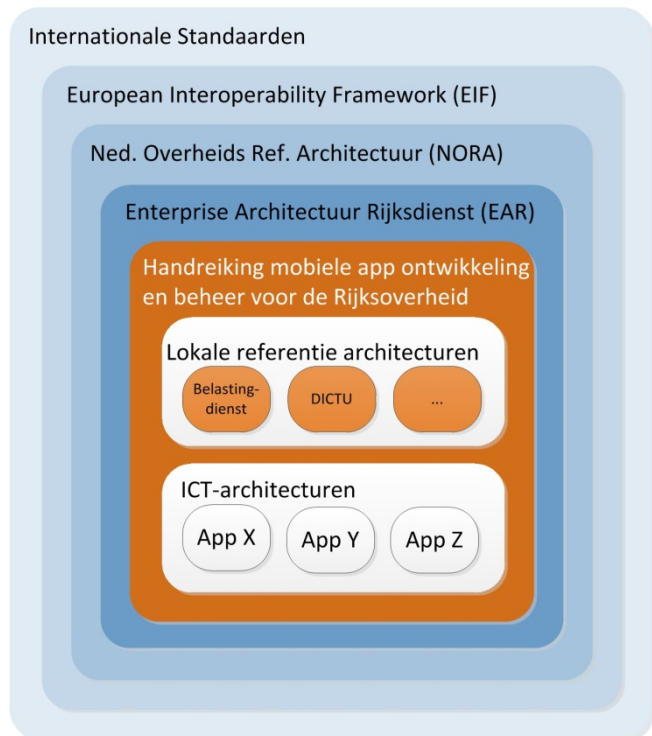 Internationale Standaarden
European Interoperability Framework (EIF)
Ned. Overheids Ref. Architectuur (NORA)
Enterprise Architectuur Rijksdienst (EAR)
Handreiking mobiele app ontwikkeling
en beheer voor de Rijksoverheid
Lokale referentie architecturen
Belasting-
dienst
DICTU
...
ICT-architecturen
App X
App Y
App Z